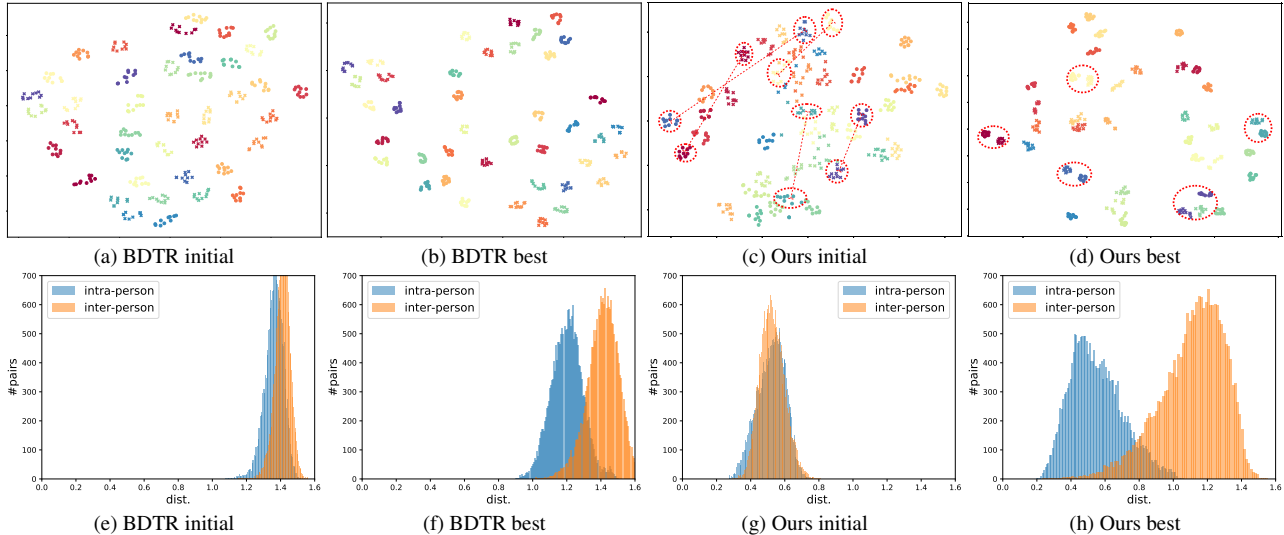 (a) BDTR initial
(b) BDTR best
(c) Ours initial
(d) Ours best
700
600
500
400
300
200
100
0
#pairs
intra-person
inter-person
0.0 0.2 0.4 0.6 0.8 1.0 1.2 1.4 1.6
dist.
(e) BDTR initial
700
600
500
400
300
200
100
0
#pairs
intra-person
inter-person
0.0 0.2 0.4 0.6 0.8 1.0 1.2 1.4 1.6
dist.
(f) BDTR best
700
600
500
400
300
200
100
0
#pairs
intra-person
inter-person
0.0 0.2 0.4 0.6 0.8 1.0 1.2 1.4 1.6
dist.
(g) Ours initial
700
600
500
400
300
200
100
0
#pairs
intra-person
inter-person
0.0 0.2 0.4 0.6 0.8 1.0 1.2 1.4 1.6
dist.
(h) Ours best